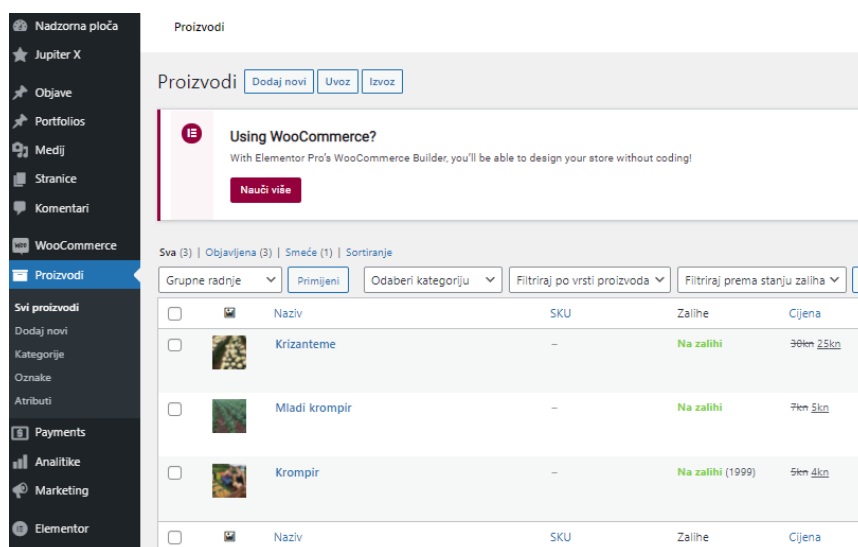 Nadzorna ploča
Jupiter X
Objave
Portfolios
Medij
Stranice
Komentari
WooCommerce
Proizvodi
Svi proizvodi
Dodaj novi
Kategorije
Oznake
Atributi
Payments
Analitike
Marketing
Elementor
Proizvodi
Proizvodi Dodaj novi Uvoz Izvoz
Using WooCommerce?
With Elementor Pro's WooCommerce Builder, you'll be able to design your store without coding!
Nauči više
Sva (3) | Objavljena (3) | Smeće (1) | Sortiranje
Grupne radnje Primijeni Odaberi kategoriju Filtriraj po vrsti proizvoda Filtriraj prema stanju zaliha
Naziv SKU Zalihe Cijena
Krizanteme – Na zalihi 30kn 25kn
Mladi krompir – Na zalihi 7kn 5kn
Krompir – Na zalihi (1999) 5kn 4kn
Naziv SKU Zalihe Cijena